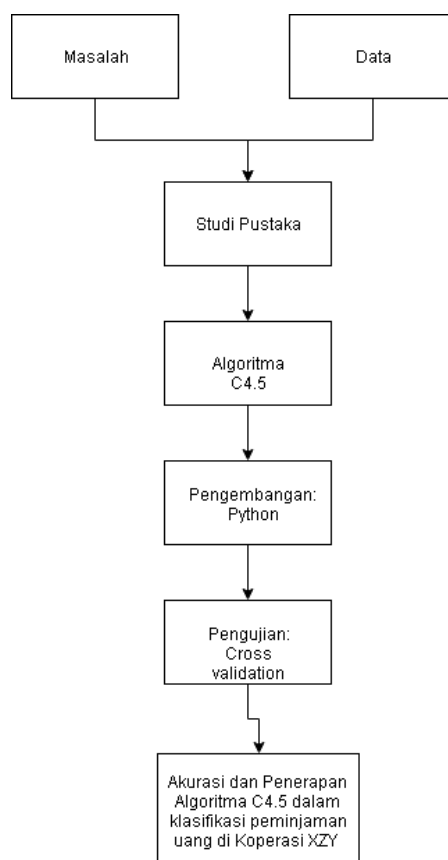 Masalah
Data
Studi Pustaka
Algoritma
C4.5
Pengembangan:
Python
Pengujian:
Cross
validation
Akurasi dan Penerapan
Algoritma C4.5 dalam
klasifikasi peminjaman
uang di Koperasi XZY